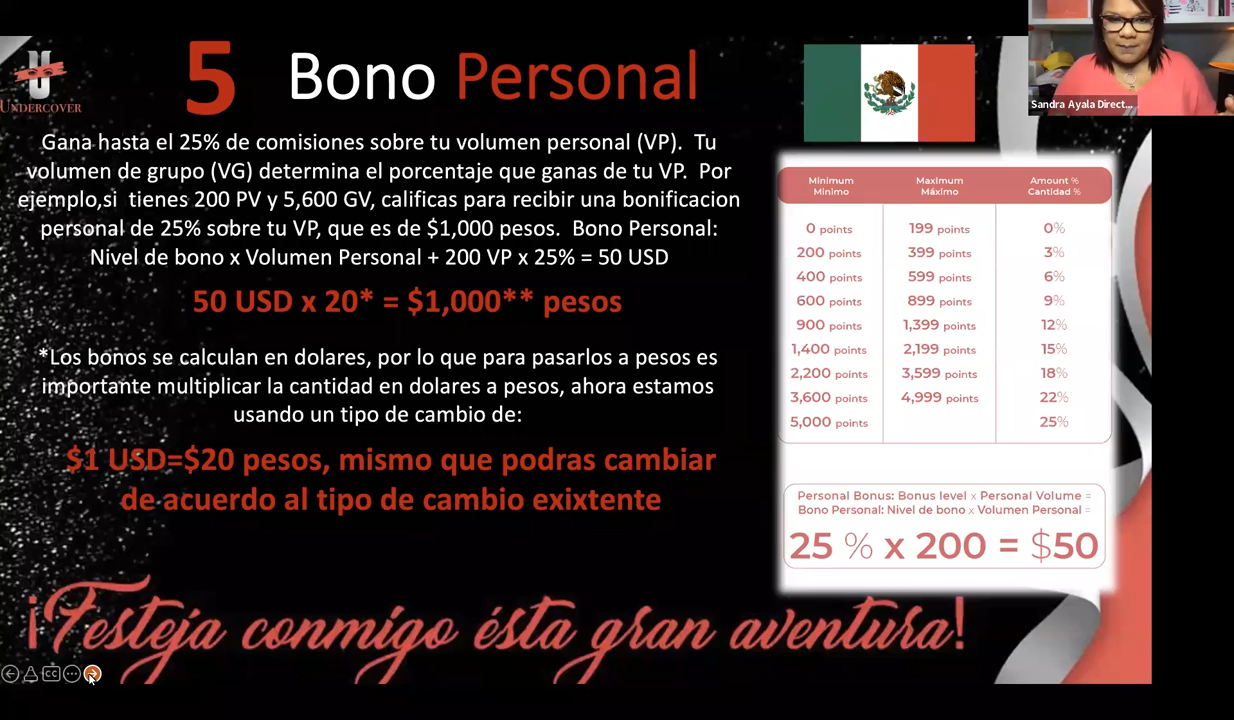 5 Bono Personal
UNDERCOVER
Gana hasta el 25% de comisiones sobre tu volumen personal (VP). Tu
volumen de grupo (VG) determina el porcentaje que ganas de tu VP. Por
ejemplo,si tienes 200 PV y 5,600 GV, calificas para recibir una bonificacion
personal de 25% sobre tu VP, que es de $1,000 pesos. Bono Personal:
Nivel de bono x Volumen Personal + 200 VP x 25% = 50 USD
50 USD x 20* = $1,000** pesos
*Los bonos se calculan en dolares, por lo que para pasarlos a pesos es
importante multiplicar la cantidad en dolares a pesos, ahora estamos
usando un tipo de cambio de:
$1 USD=$20 pesos, mismo que podras cambiar
de acuerdo al tipo de cambio exixtente
¡Festeja conmigo ésta gran aventura!
CC
Sandra Ayala Direct...
Minimum Maximum Amount %
Mínimo Máximo Cantidad %
0 points 199 points 0%
200 points 399 points 3%
400 points 599 points 6%
600 points 899 points 9%
900 points 1,399 points 12%
1,400 points 2,199 points 15%
2,200 points 3,599 points 18%
3,600 points 4,999 points 22%
5,000 points 25%
Personal Bonus: Bonus level x Personal Volume =
Bono Personal: Nivel de bono x Volumen Personal =
25 % x 200 = $50